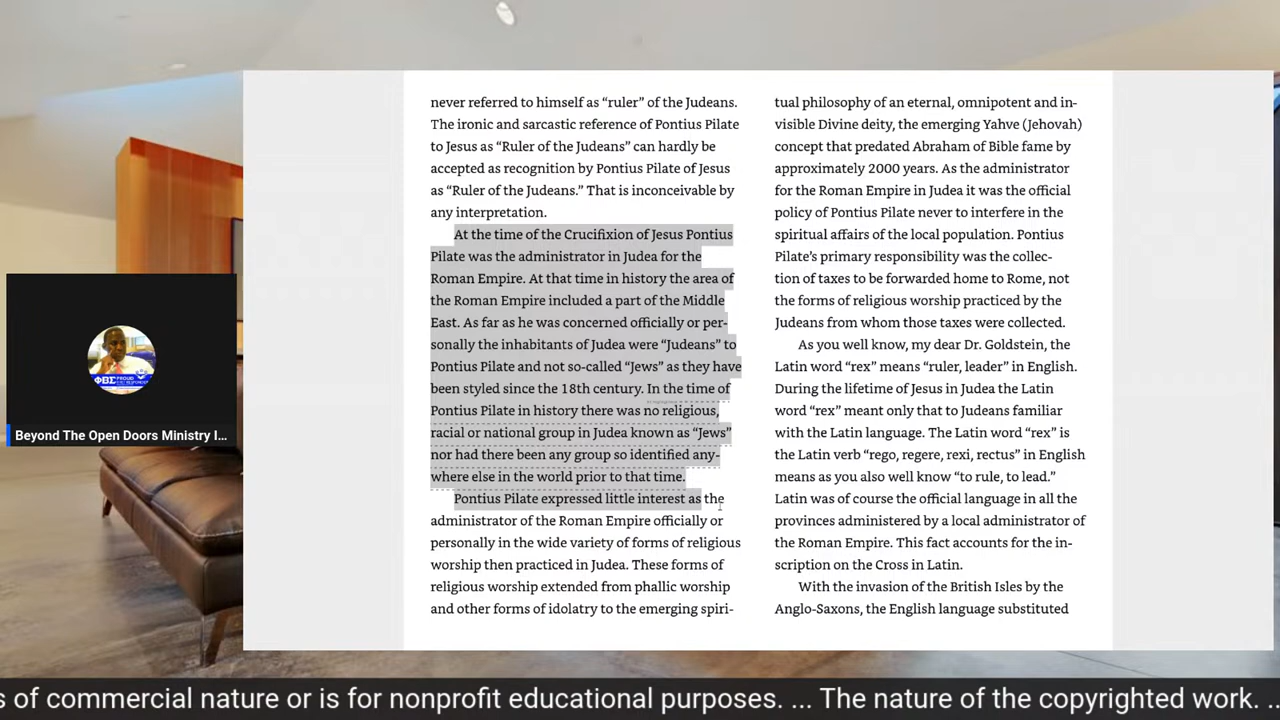 never referred to himself as “ruler” of the Judeans.
The ironic and sarcastic reference of Pontius Pilate
to Jesus as “Ruler of the Judeans” can hardly be
accepted as recognition by Pontius Pilate of Jesus
as “Ruler of the Judeans.” That is inconceivable by
any interpretation.
At the time of the Crucifixion of Jesus Pontius
Pilate was the administrator in Judea for the
Roman Empire. At that time in history the area of
the Roman Empire included a part of the Middle
East. As far as he was concerned officially or per-
sonally the inhabitants of Judea were “Judeans” to
Pontius Pilate and not so-called “Jews” as they have
been styled since the 18th century. In the time of
Pontius Pilate in history there was no religious,
racial or national group in Judea known as “Jews”
nor had there been any group so identified any-
where else in the world prior to that time.
Pontius Pilate expressed little interest as the
administrator of the Roman Empire officially or
personally in the wide variety of forms of religious
worship then practiced in Judea. These forms of
religious worship extended from phallic worship
and other forms of idolatry to the emerging spiri-
tual philosophy of an eternal, omnipotent and in-
visible Divine deity, the emerging Yahve (Jehovah)
concept that predated Abraham of Bible fame by
approximately 2000 years. As the administrator
for the Roman Empire in Judea it was the official
policy of Pontius Pilate never to interfere in the
spiritual affairs of the local population. Pontius
Pilate’s primary responsibility was the collec-
tion of taxes to be forwarded home to Rome, not
the forms of religious worship practiced by the
Judeans from whom those taxes were collected.
As you well know, my dear Dr. Goldstein, the
Latin word “rex” means “ruler, leader” in English.
During the lifetime of Jesus in Judea the Latin
word “rex” meant only that to Judeans familiar
with the Latin language. The Latin word “rex” is
the Latin verb “rego, regere, rexi, rectus” in English
means as you also well know “to rule, to lead.”
Latin was of course the official language in all the
provinces administered by a local administrator of
the Roman Empire. This fact accounts for the in-
scription on the Cross in Latin.
With the invasion of the British Isles by the
Anglo-Saxons, the English language substituted
ΦΒΣ PROUD
Beyond The Open Doors Ministry I...
s of commercial nature or is for nonprofit educational purposes. ... The nature of the copyrighted work. ..